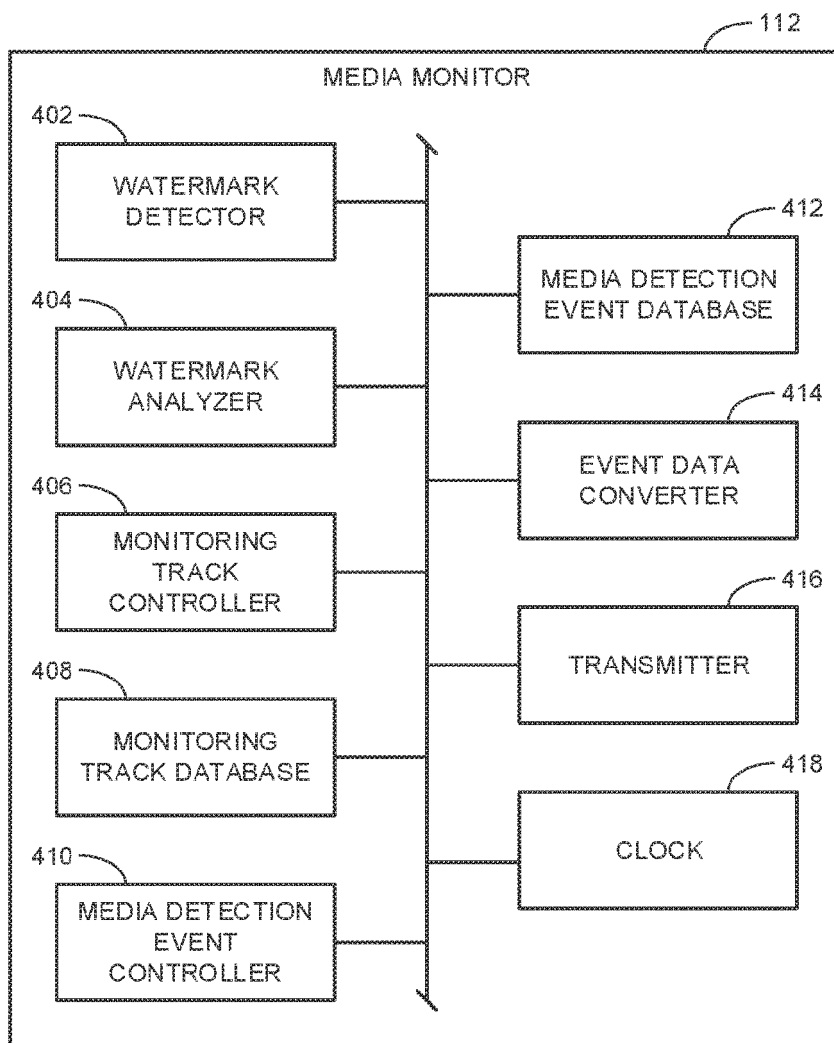 112
MEDIA MONITOR
402
WATERMARK
DETECTOR
404
WATERMARK
ANALYZER
406
MONITORING
TRACK
CONTROLLER
408
MONITORING
TRACK DATABASE
410
MEDIA DETECTION
EVENT
CONTROLLER
412
MEDIA DETECTION
EVENT DATABASE
414
EVENT DATA
CONVERTER
416
TRANSMITTER
418
CLOCK